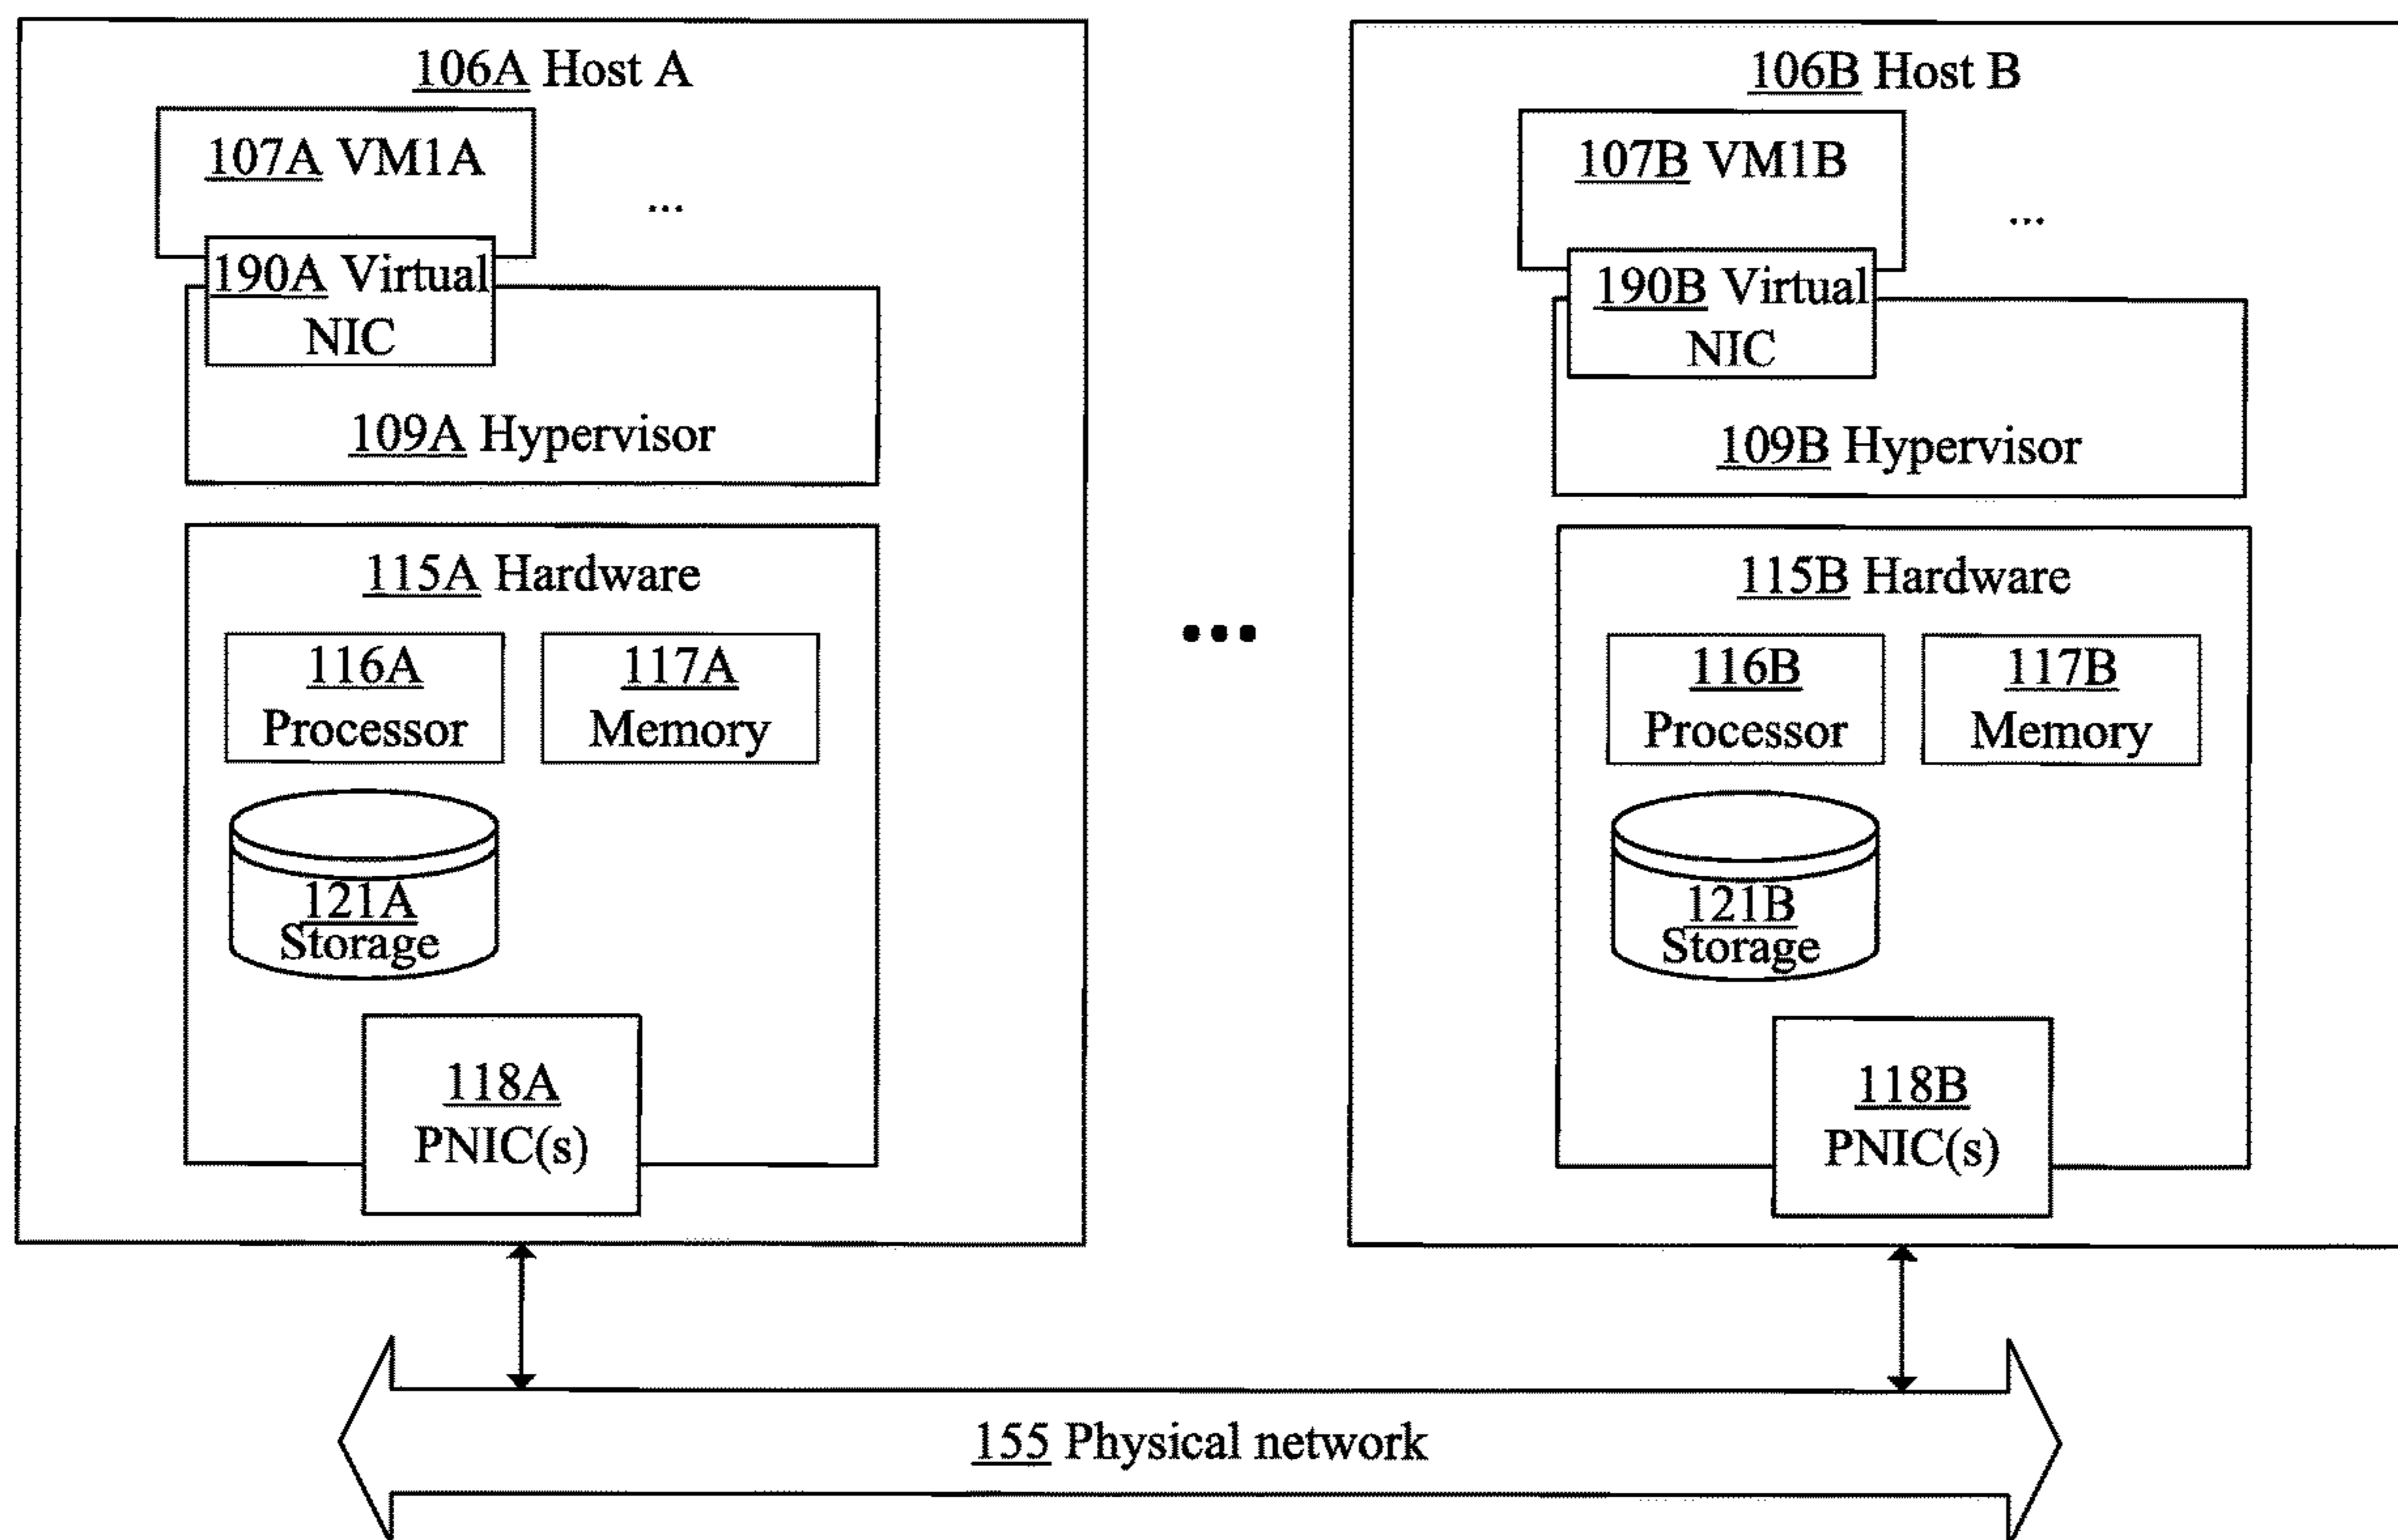 106A Host A
107A VM1A
...
190A Virtual
NIC
109A Hypervisor
115A Hardware
116A
Processor
117A
Memory
121A
Storage
118A
PNIC(s)
...
106B Host B
107B VM1B
...
190B Virtual
NIC
109B Hypervisor
115B Hardware
116B
Processor
117B
Memory
121B
Storage
118B
PNIC(s)
155 Physical network